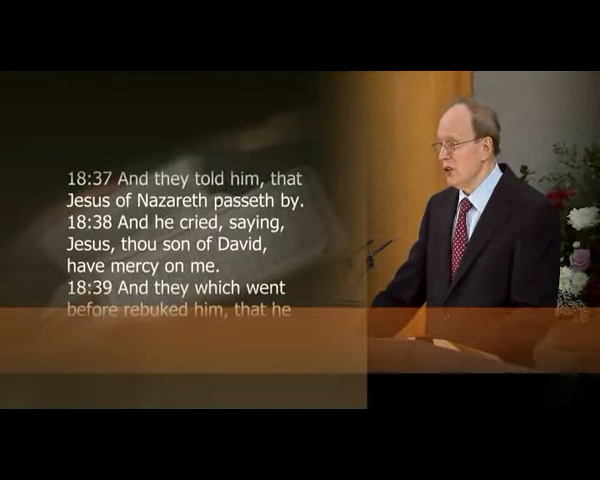 18:37 And they told him, that
Jesus of Nazareth passeth by.
18:38 And he cried, saying,
Jesus, thou son of David,
have mercy on me.
18:39 And they which went
before rebuked him, that he